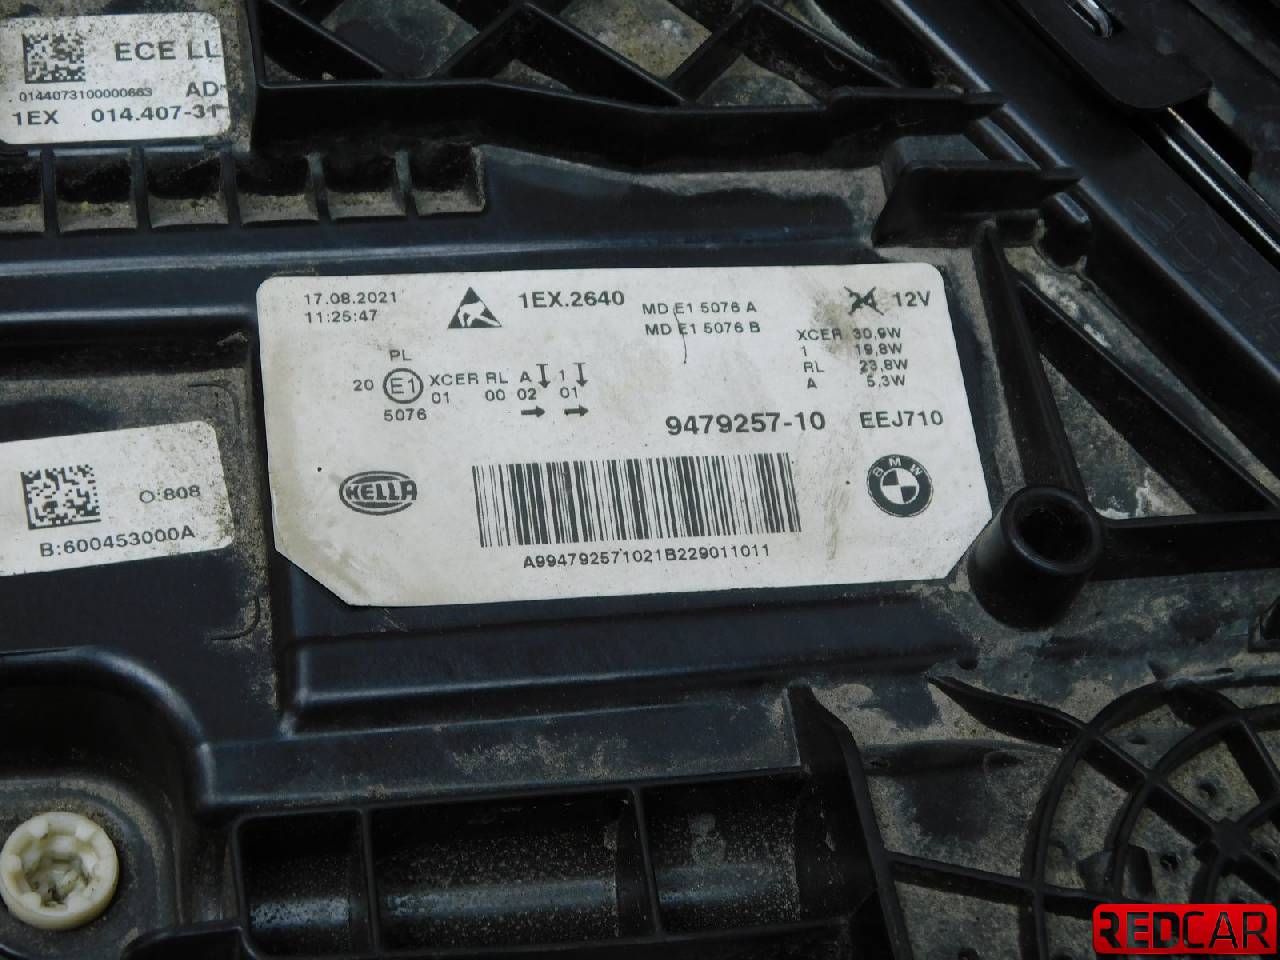 ECE LL
0144073100000663 AD
1EX 014.407-31
17.08.2021
11:25:47
1EX.2640
MD E1 5076 A
MD E1 5076 B
24 12V
XCER 30,9W
1 19,8W
RL 23,8W
A 5,3W
PL
20 E1 XCER RL A 1
01 00 02 01
5076
9479257-10 EEJ710
HELLA
BMW
A994792571021B229011011
O:808
B:600453000A
REDCAR